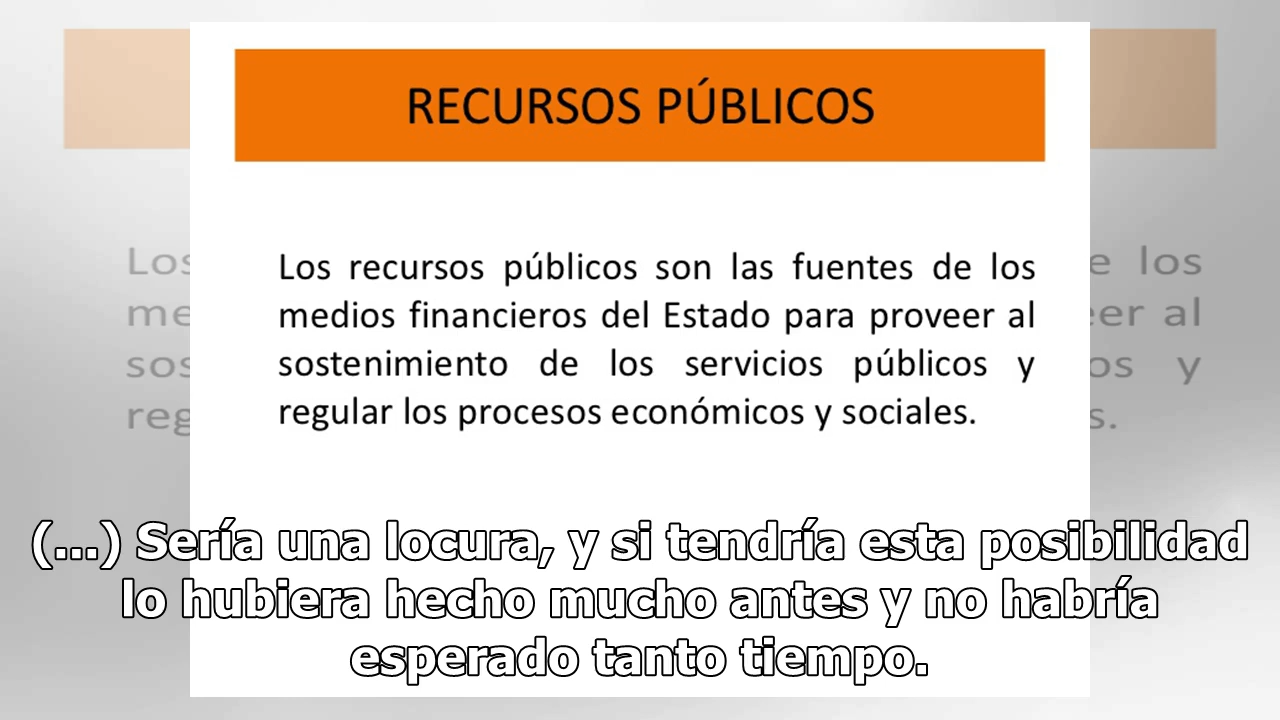 RECURSOS PÚBLICOS
Los recursos públicos son las fuentes de los
medios financieros del Estado para proveer al
sostenimiento de los servicios públicos y
regular los procesos económicos y sociales.
(...) Sería una locura, y si tendría esta posibilidad
lo hubiera hecho mucho antes y no habría
esperado tanto tiempo.